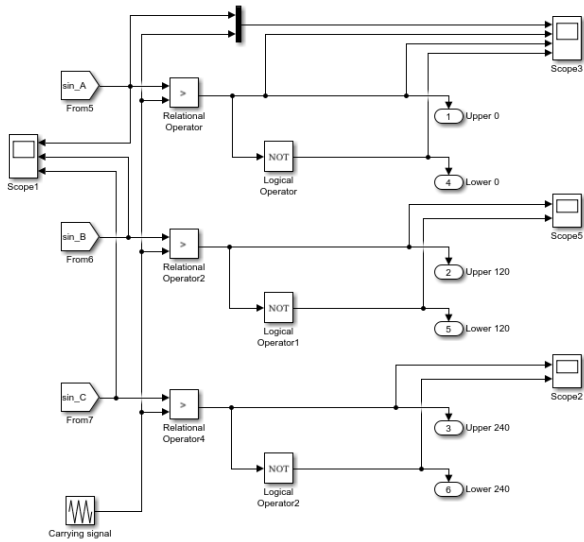 Scope3
sin_A
From5
>
Relational
Operator
1
Upper 0
Scope1
NOT
Logical
Operator
4
Lower 0
sin_B
From6
>
Relational
Operator2
Scope5
2
Upper 120
NOT
Logical
Operator1
5
Lower 120
sin_C
From7
>
Relational
Operator4
Scope2
3
Upper 240
NOT
Logical
Operator2
6
Lower 240
Carrying signal